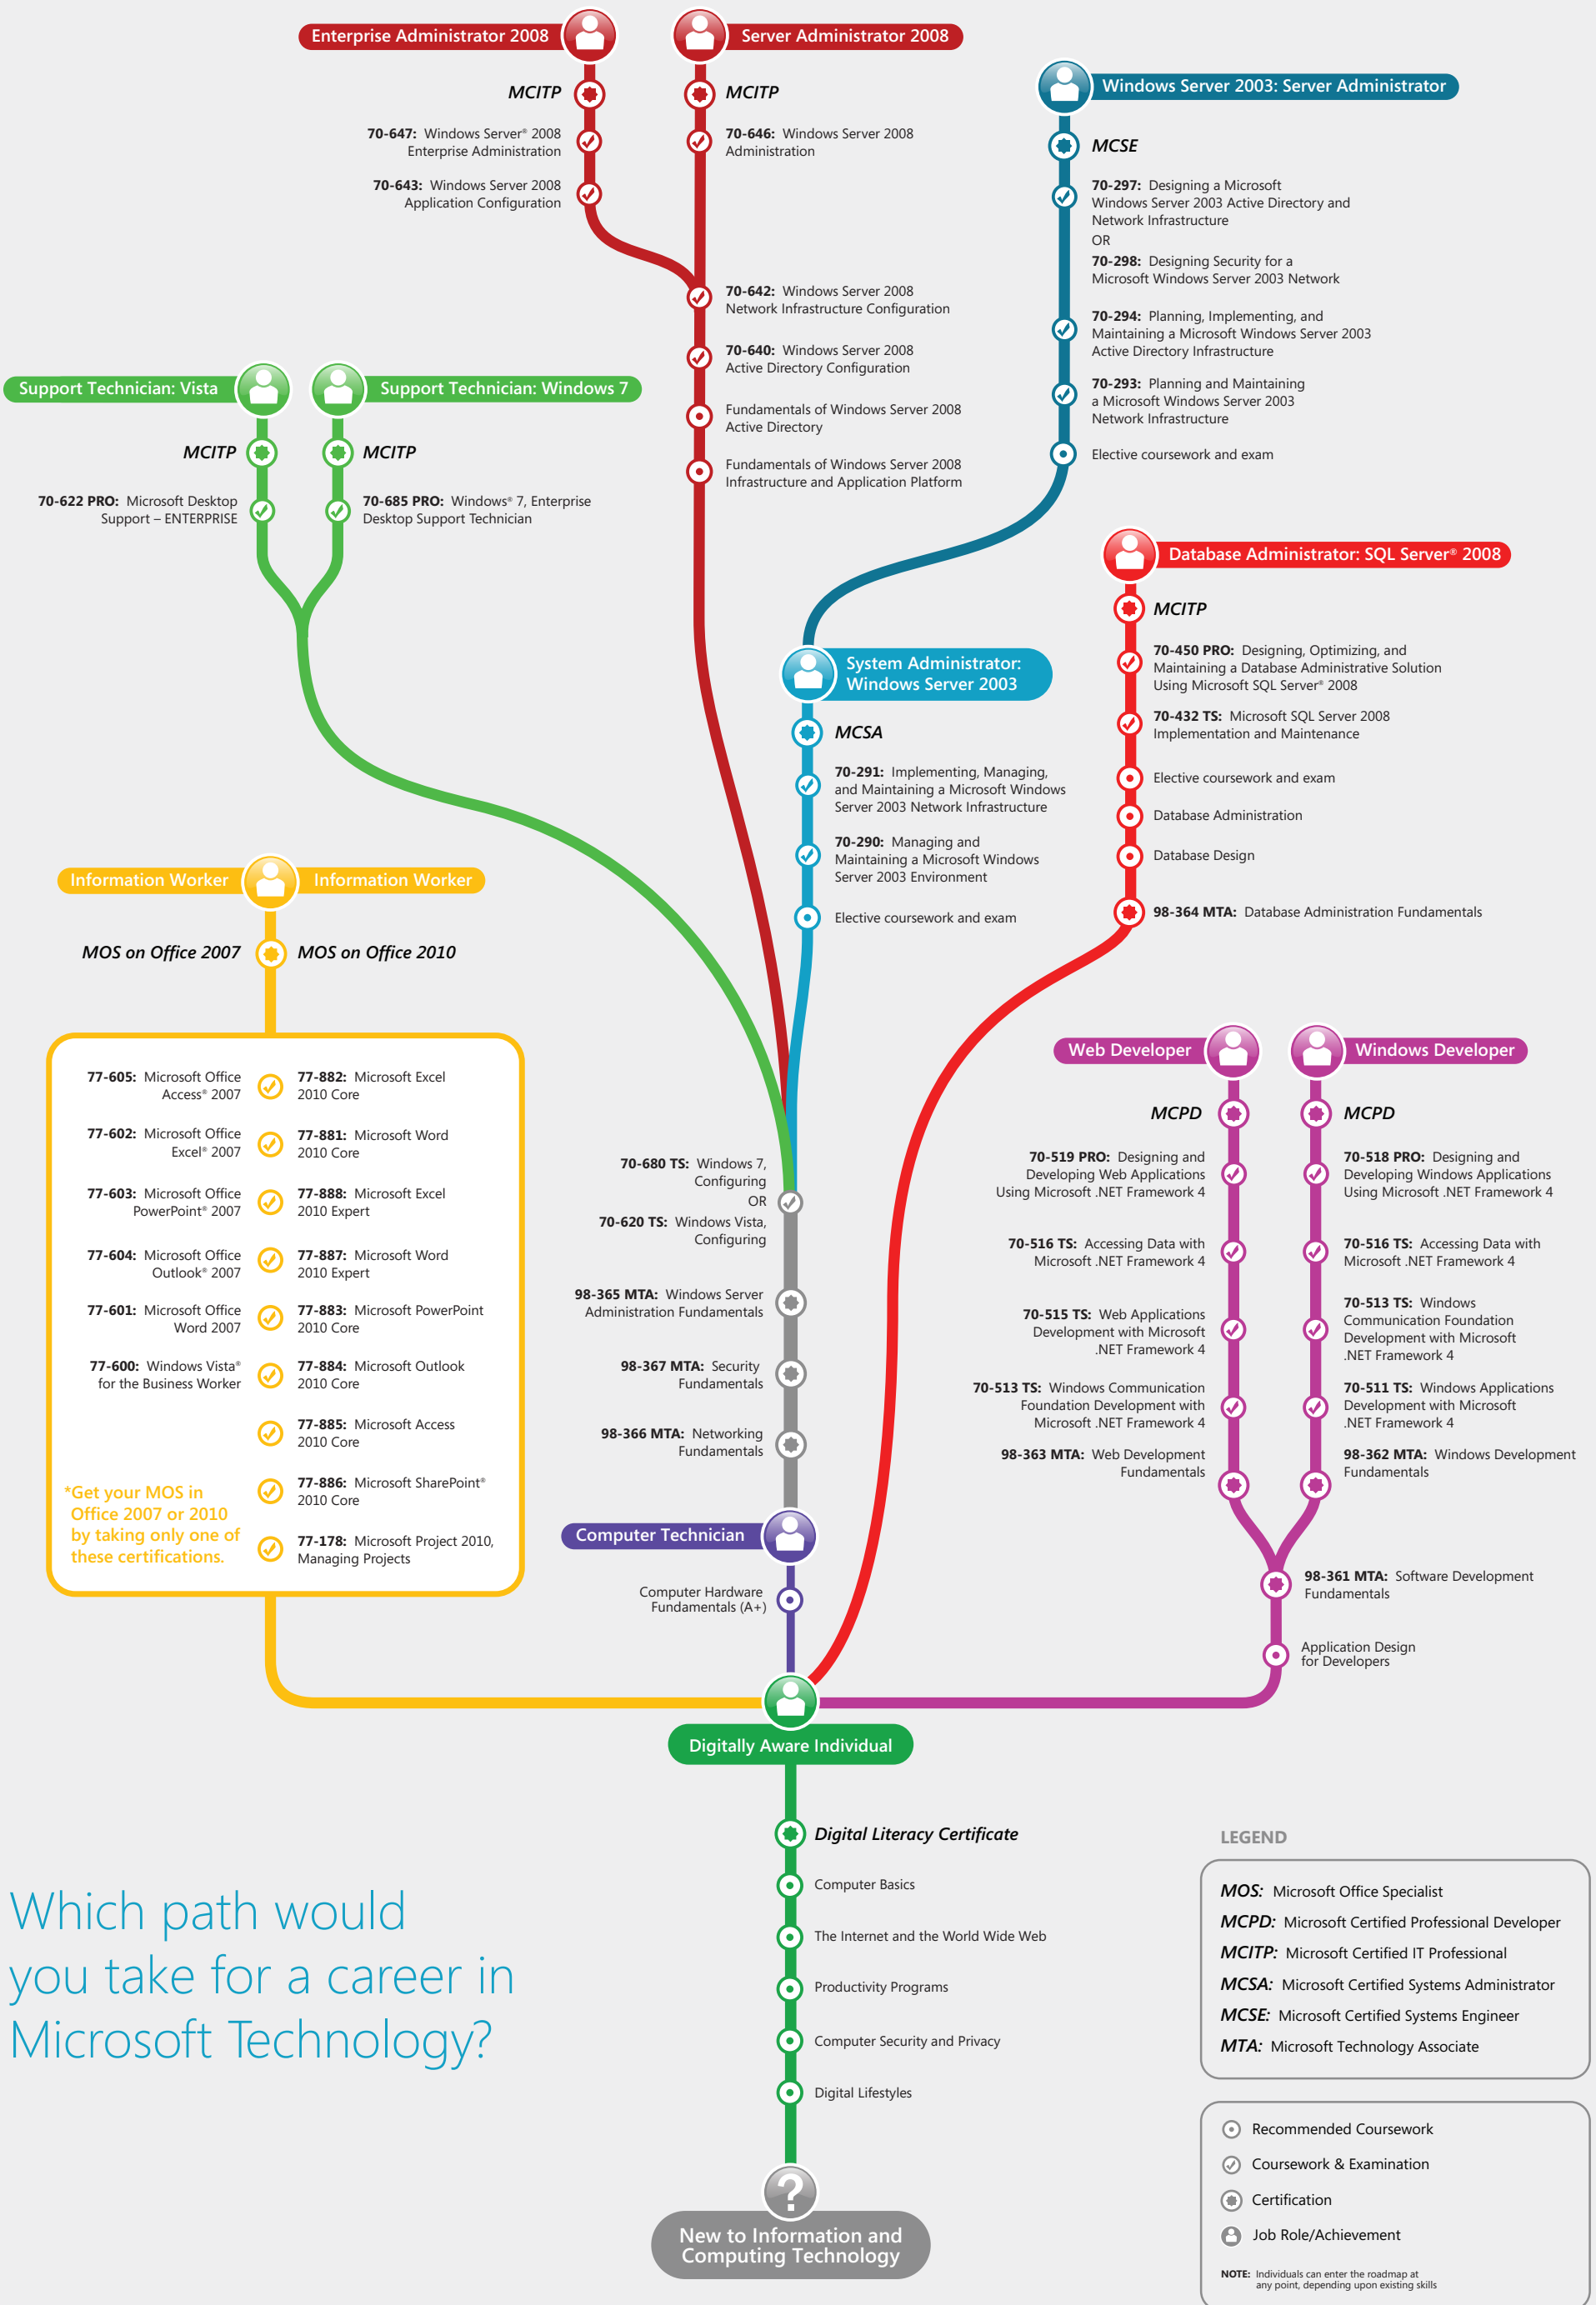 Enterprise Administrator 2008
MCITP
70-647: Windows Server® 2008
Enterprise Administration
70-643: Windows Server 2008
Application Configuration
Server Administrator 2008
MCITP
70-646: Windows Server 2008
Administration
70-642: Windows Server 2008
Network Infrastructure Configuration
70-640: Windows Server 2008
Active Directory Configuration
Fundamentals of Windows Server 2008
Active Directory
Fundamentals of Windows Server 2008
Infrastructure and Application Platform
Windows Server 2003: Server Administrator
MCSE
70-297: Designing a Microsoft
Windows Server 2003 Active Directory and
Network Infrastructure
OR
70-298: Designing Security for a
Microsoft Windows Server 2003 Network
70-294: Planning, Implementing, and
Maintaining a Microsoft Windows Server 2003
Active Directory Infrastructure
70-293: Planning and Maintaining
a Microsoft Windows Server 2003
Network Infrastructure
Elective coursework and exam
Support Technician: Vista
MCITP
70-622 PRO: Microsoft Desktop
Support – ENTERPRISE
Support Technician: Windows 7
MCITP
70-685 PRO: Windows® 7, Enterprise
Desktop Support Technician
Database Administrator: SQL Server® 2008
MCITP
70-450 PRO: Designing, Optimizing, and
Maintaining a Database Administrative Solution
Using Microsoft SQL Server® 2008
70-432 TS: Microsoft SQL Server 2008
Implementation and Maintenance
Elective coursework and exam
Database Administration
Database Design
98-364 MTA: Database Administration Fundamentals
System Administrator:
Windows Server 2003
MCSA
70-291: Implementing, Managing,
and Maintaining a Microsoft Windows
Server 2003 Network Infrastructure
70-290: Managing and
Maintaining a Microsoft Windows
Server 2003 Environment
Elective coursework and exam
Information Worker
MOS on Office 2007
Information Worker
MOS on Office 2010
77-605: Microsoft Office
Access® 2007
77-602: Microsoft Office
Excel® 2007
77-603: Microsoft Office
PowerPoint® 2007
77-604: Microsoft Office
Outlook® 2007
77-601: Microsoft Office
Word 2007
77-600: Windows Vista®
for the Business Worker
*Get your MOS in
Office 2007 or 2010
by taking only one of
these certifications.
77-882: Microsoft Excel
2010 Core
77-881: Microsoft Word
2010 Core
77-888: Microsoft Excel
2010 Expert
77-887: Microsoft Word
2010 Expert
77-883: Microsoft PowerPoint
2010 Core
77-884: Microsoft Outlook
2010 Core
77-885: Microsoft Access
2010 Core
77-886: Microsoft SharePoint®
2010 Core
77-178: Microsoft Project 2010,
Managing Projects
70-680 TS: Windows 7,
Configuring
OR
70-620 TS: Windows Vista,
Configuring
98-365 MTA: Windows Server
Administration Fundamentals
98-367 MTA: Security
Fundamentals
98-366 MTA: Networking
Fundamentals
Computer Technician
Computer Hardware
Fundamentals (A+)
Web Developer
MCPD
70-519 PRO: Designing and
Developing Web Applications
Using Microsoft .NET Framework 4
70-516 TS: Accessing Data with
Microsoft .NET Framework 4
70-515 TS: Web Applications
Development with Microsoft
.NET Framework 4
70-513 TS: Windows Communication
Foundation Development with
Microsoft .NET Framework 4
98-363 MTA: Web Development
Fundamentals
Windows Developer
MCPD
70-518 PRO: Designing and
Developing Windows Applications
Using Microsoft .NET Framework 4
70-516 TS: Accessing Data with
Microsoft .NET Framework 4
70-513 TS: Windows
Communication Foundation
Development with Microsoft
.NET Framework 4
70-511 TS: Windows Applications
Development with Microsoft
.NET Framework 4
98-362 MTA: Windows Development
Fundamentals
98-361 MTA: Software Development
Fundamentals
Application Design
for Developers
Digitally Aware Individual
Digital Literacy Certificate
Computer Basics
The Internet and the World Wide Web
Productivity Programs
Computer Security and Privacy
Digital Lifestyles
?
New to Information and
Computing Technology
Which path would
you take for a career in
Microsoft Technology?
LEGEND
MOS: Microsoft Office Specialist
MCPD: Microsoft Certified Professional Developer
MCITP: Microsoft Certified IT Professional
MCSA: Microsoft Certified Systems Administrator
MCSE: Microsoft Certified Systems Engineer
MTA: Microsoft Technology Associate
Recommended Coursework
Coursework & Examination
Certification
Job Role/Achievement
NOTE: Individuals can enter the roadmap at
any point, depending upon existing skills